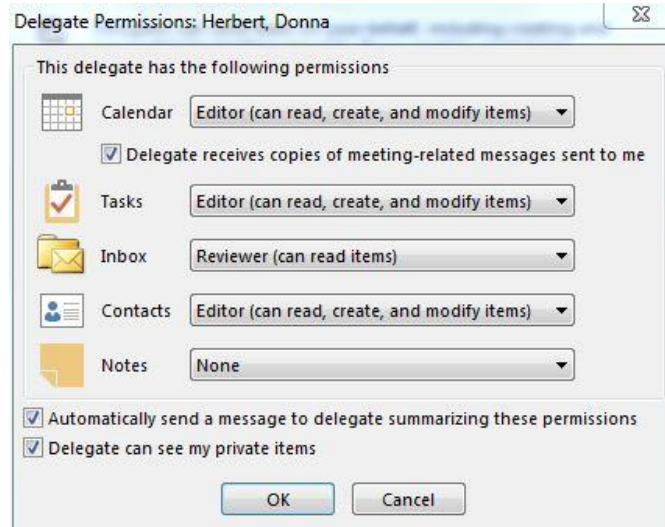 Delegate Permissions: Herbert, Donna
This delegate has the following permissions
Calendar Editor (can read, create, and modify items)
Delegate receives copies of meeting-related messages sent to me
Tasks Editor (can read, create, and modify items)
Inbox Reviewer (can read items)
Contacts Editor (can read, create, and modify items)
Notes None
Automatically send a message to delegate summarizing these permissions
Delegate can see my private items
OK Cancel